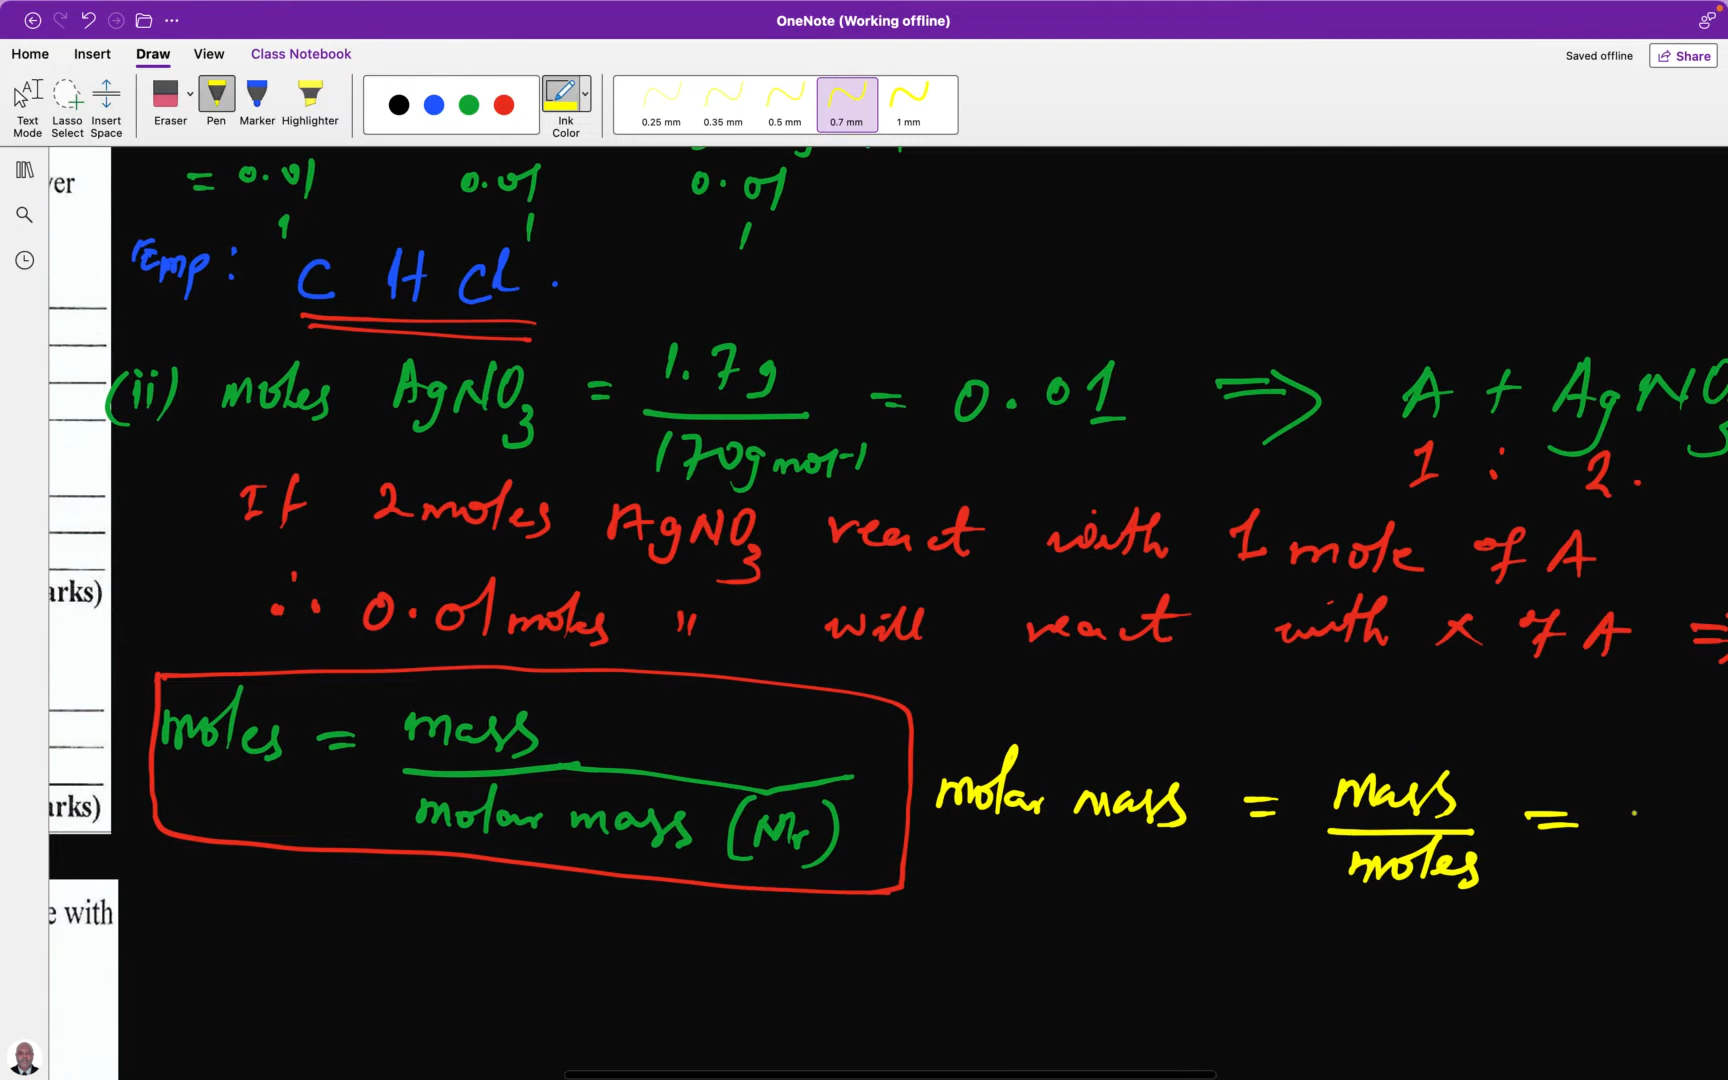 OneNote (Working offline)
Home Insert Draw View Class Notebook
Saved offline Share
Text Mode Lasso Select Insert Space Eraser Pen Marker Highlighter Ink Color 0.25 mm 0.35 mm 0.5 mm 0.7 mm 1 mm
= 0.01 0.01 0.01
1 1 1
Emp: C H Cl.
(ii) moles AgNO3 = 1.7g / 170g mol-1 = 0.01 ⇒ A + AgNO3
1 : 2.
If 2 moles AgNO3 react with 1 mole of A
∴ 0.01 moles " will react with x of A ⇒
moles = mass / molar mass (Mr)
molar mass = mass / moles =
arks)
arks)
e with